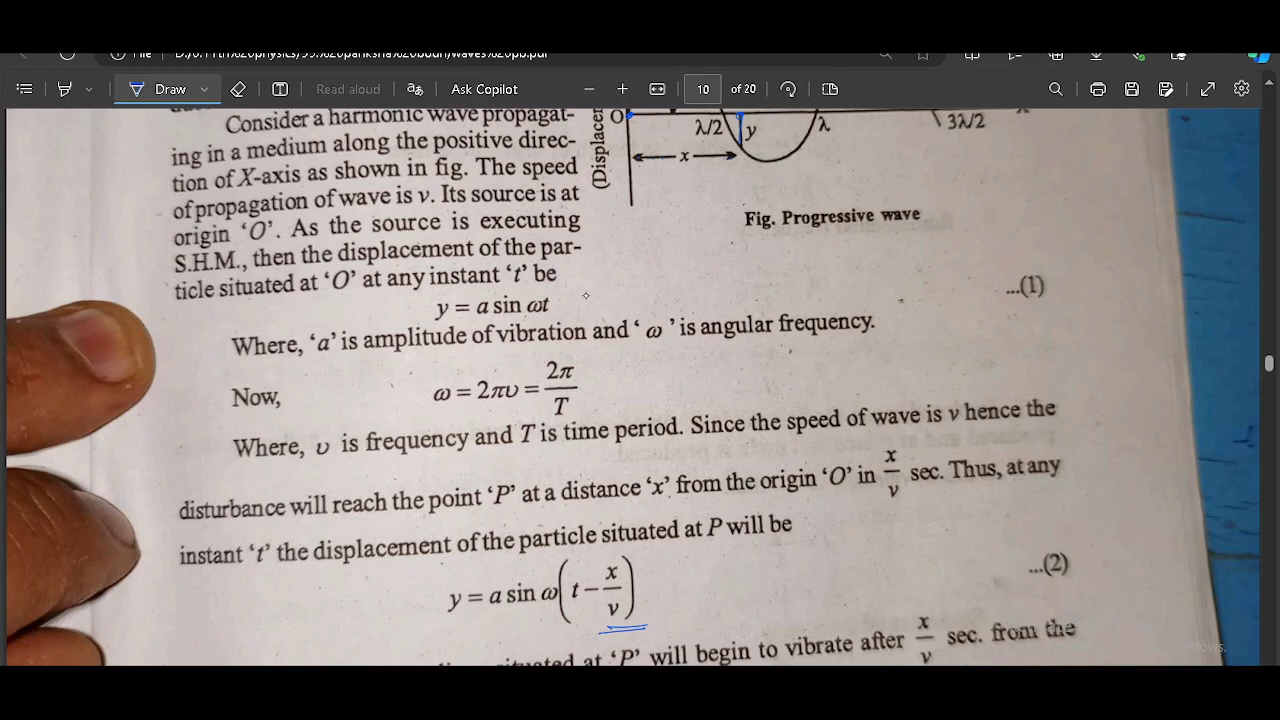 File
Draw
Read aloud
Ask Copilot
10 of 20
Consider a harmonic wave propagat-
ing in a medium along the positive direc-
tion of X-axis as shown in fig. The speed
of propagation of wave is v. Its source is at
origin ‘O’. As the source is executing
S.H.M., then the displacement of the par-
ticle situated at ‘O’ at any instant ‘t’ be
(Displacem
O
λ/2
y
λ
3λ/2
x
Fig. Progressive wave
y = a sin ωt ...(1)
Where, ‘a’ is amplitude of vibration and ‘ ω ’ is angular frequency.
Now, ω = 2πυ = 2π/T
Where, υ is frequency and T is time period. Since the speed of wave is v hence the
disturbance will reach the point ‘P’ at a distance ‘x’ from the origin ‘O’ in x/v sec. Thus, at any
instant ‘t’ the displacement of the particle situated at P will be
y = a sin ω(t − x/v) ...(2)
situated at ‘P’ will begin to vibrate after x/v sec. from the